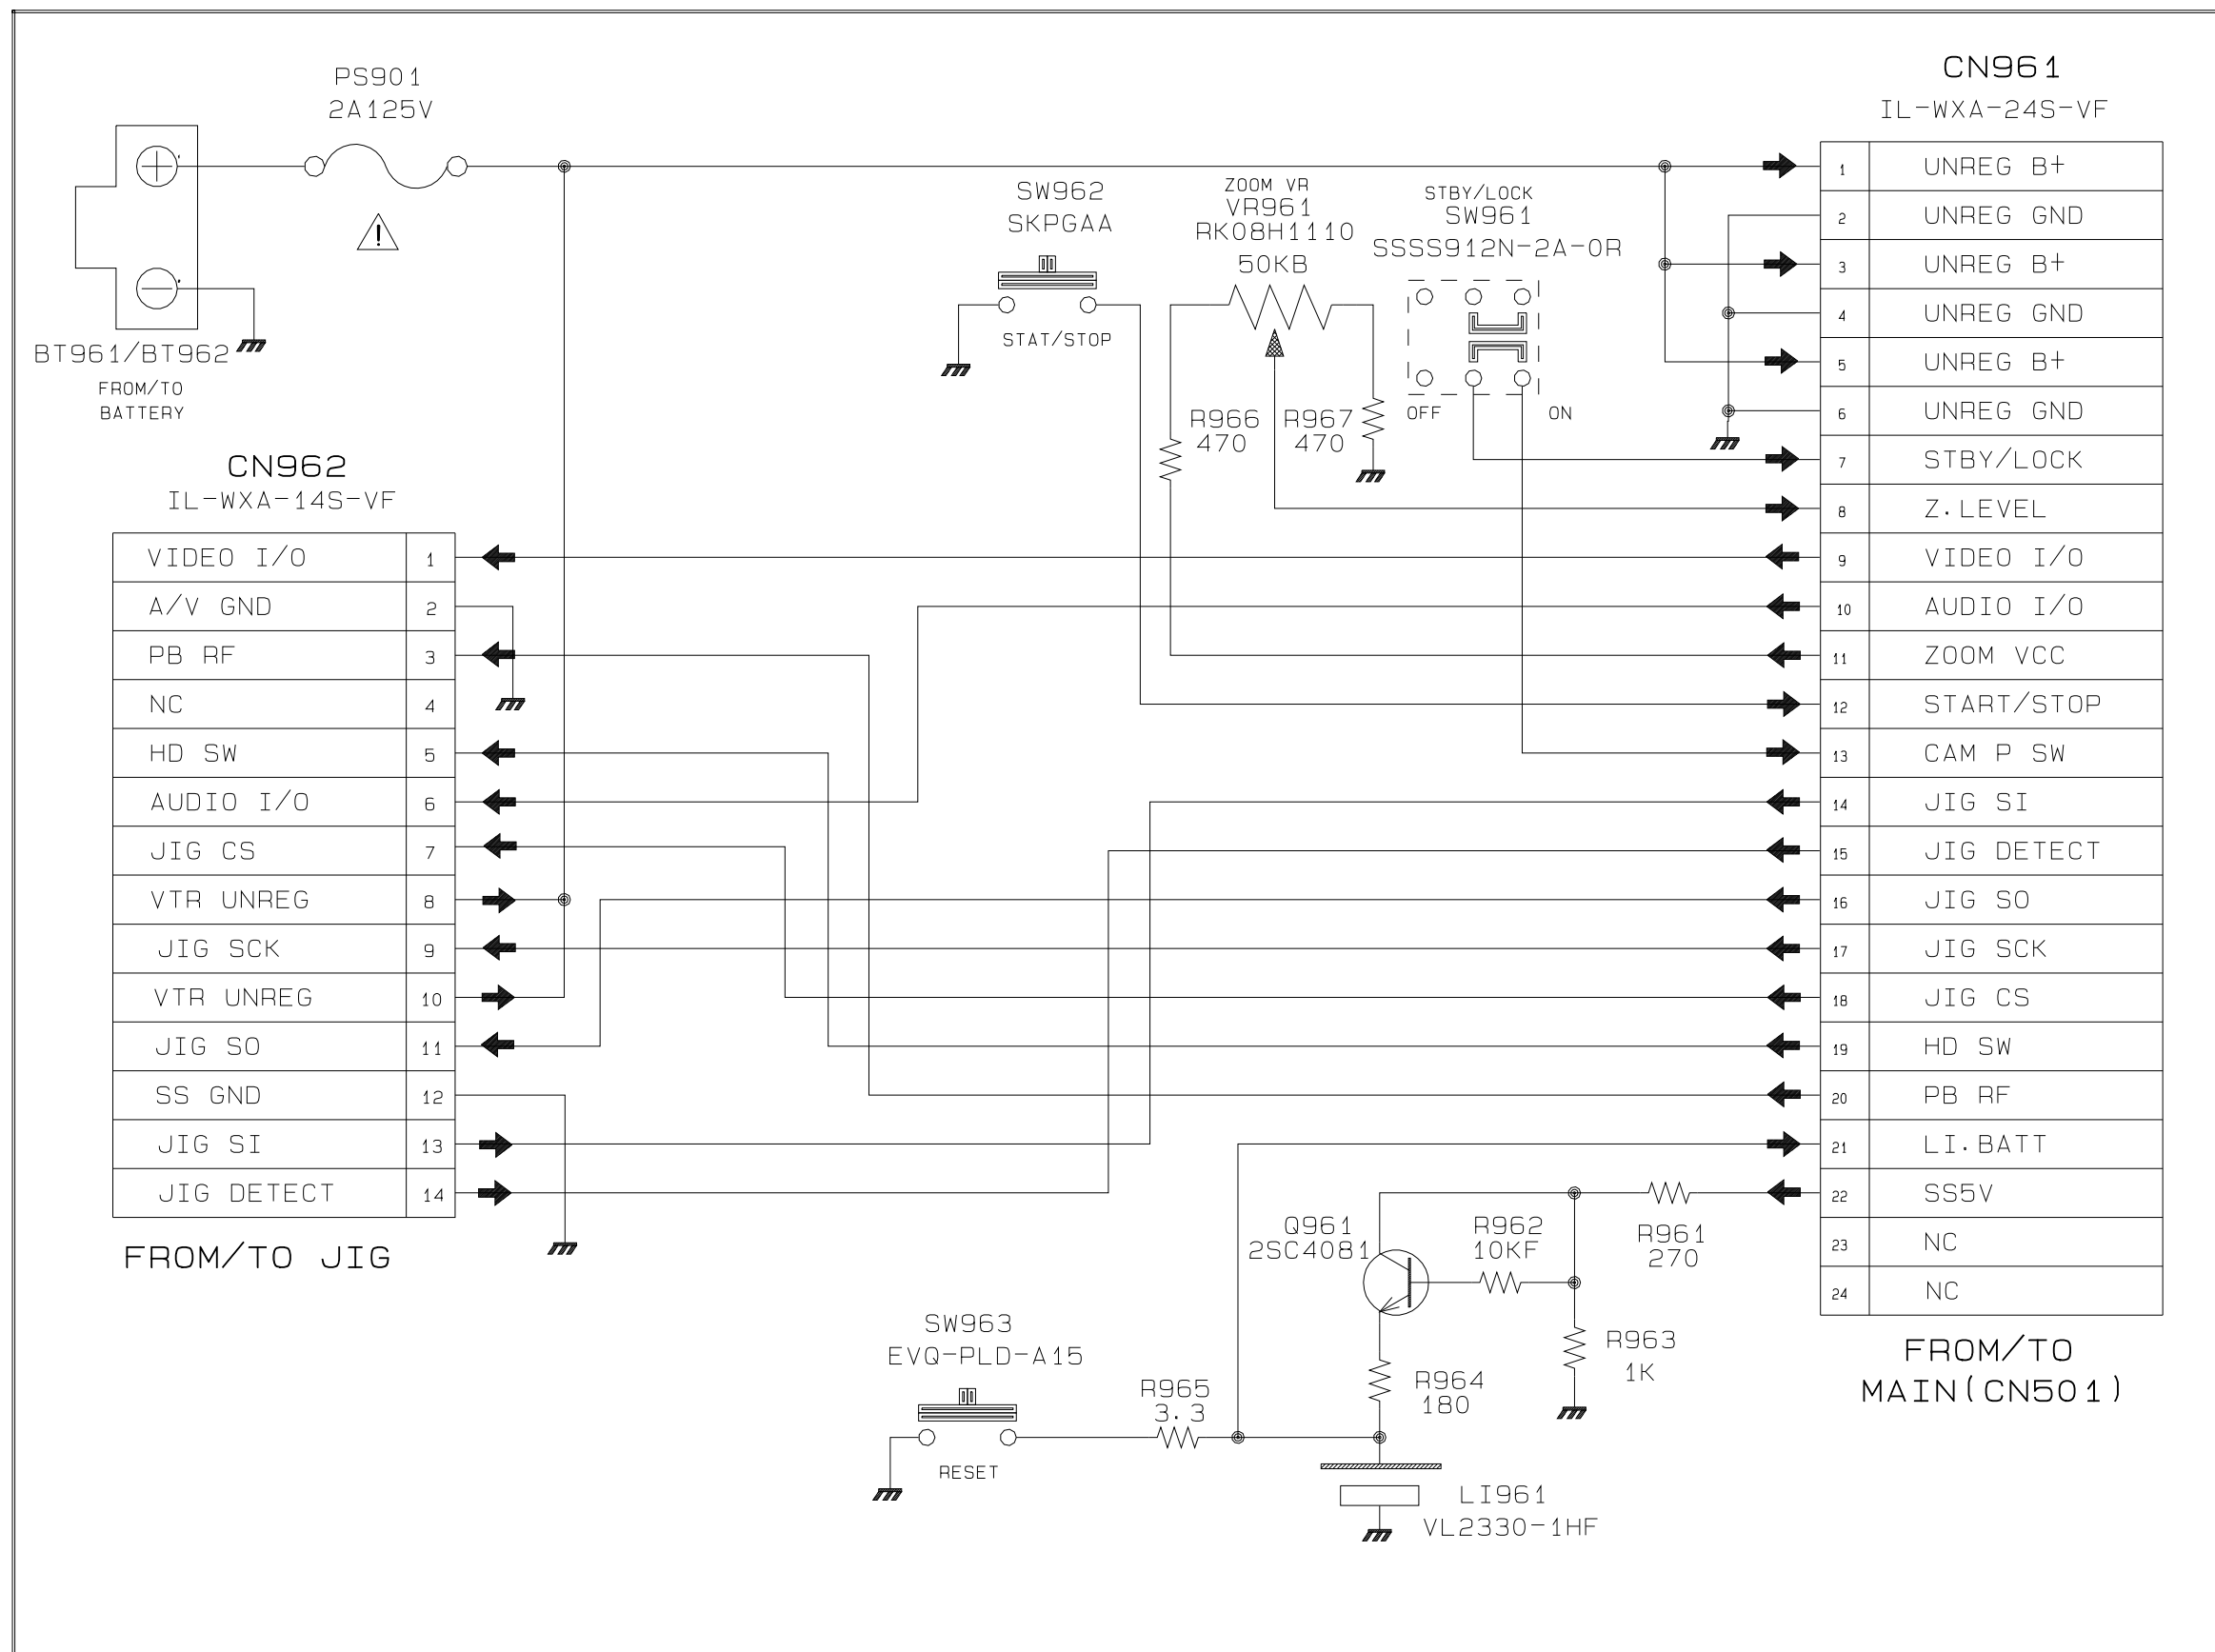 PS901
2A125V
BT961/BT962
FROM/TO
BATTERY
SW962
SKPGAA
STAT/STOP
ZOOM VR
VR961
RK08H1110
50KB
STBY/LOCK
SW961
SSSS912N-2A-0R
OFF
ON
R966
470
R967
470
CN961
IL-WXA-24S-VF
1 UNREG B+
2 UNREG GND
3 UNREG B+
4 UNREG GND
5 UNREG B+
6 UNREG GND
7 STBY/LOCK
8 Z.LEVEL
9 VIDEO I/O
10 AUDIO I/O
11 ZOOM VCC
12 START/STOP
13 CAM P SW
14 JIG SI
15 JIG DETECT
16 JIG SO
17 JIG SCK
18 JIG CS
19 HD SW
20 PB RF
21 LI.BATT
22 SS5V
23 NC
24 NC
FROM/TO
MAIN(CN501)
CN962
IL-WXA-14S-VF
VIDEO I/O 1
A/V GND 2
PB RF 3
NC 4
HD SW 5
AUDIO I/O 6
JIG CS 7
VTR UNREG 8
JIG SCK 9
VTR UNREG 10
JIG SO 11
SS GND 12
JIG SI 13
JIG DETECT 14
FROM/TO JIG
Q961
2SC4081
R962
10KF
R961
270
R963
1K
R964
180
SW963
EVQ-PLD-A15
RESET
R965
3.3
LI961
VL2330-1HF